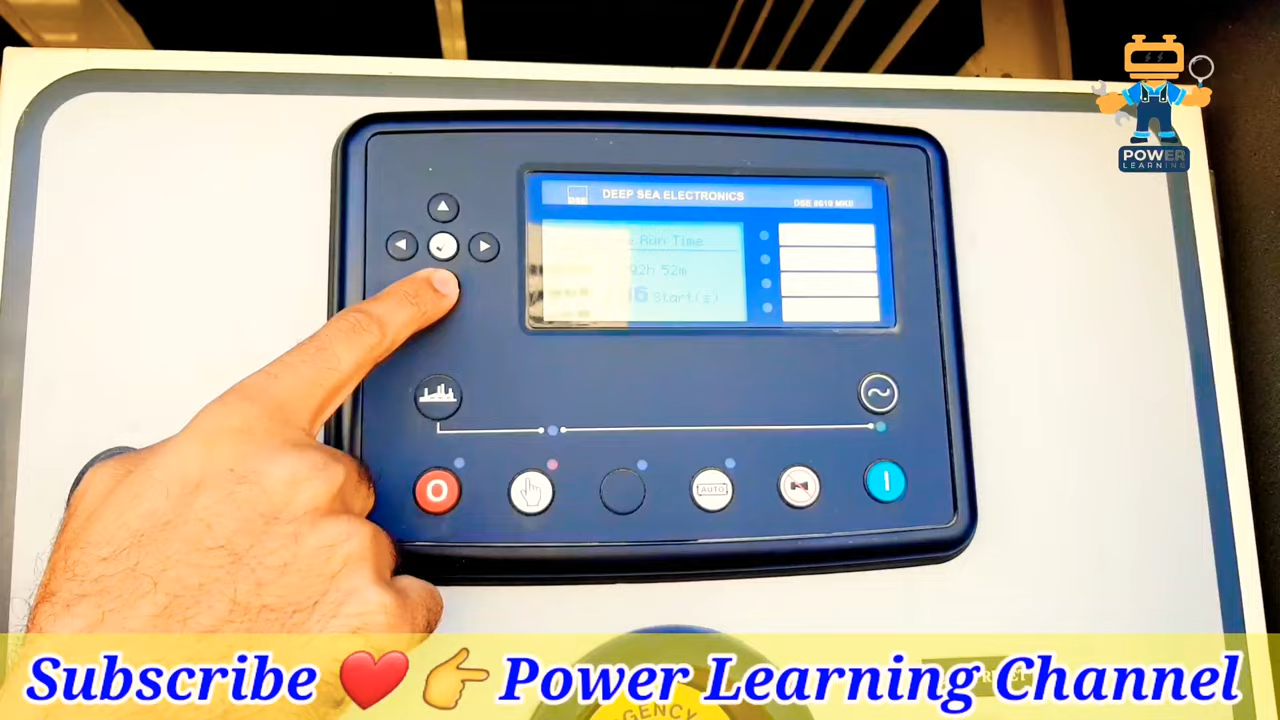 POWER
LEARNING
DSE
DEEP SEA ELECTRONICS
DSE 8610 MKII
Run Time
92h 52m
6 Start(s)
O
AUTO
I
Subscribe ❤️👉 Power Learning Channel